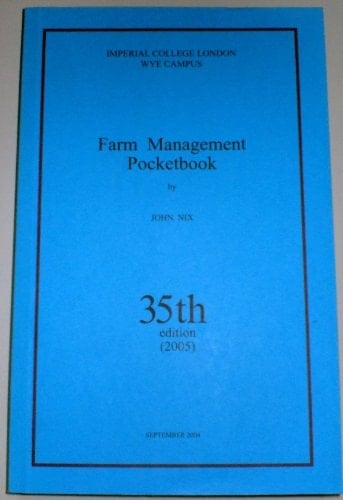 IMPERIAL COLLEGE LONDON
WYE CAMPUS
Farm Management
Pocketbook
by
JOHN. NIX
35th
edition
(2005)
SEPTEMBER 2004